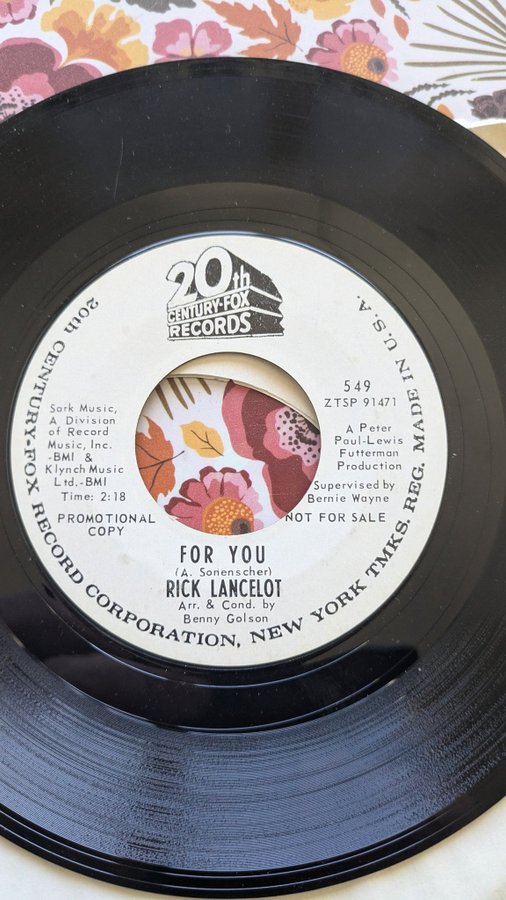 20th
CENTURY-FOX
RECORDS
549
ZTSP 91471
Sark Music,
A Division
of Record
Music, Inc.
-BMI &
Klynch Music
Ltd.-BMI
Time: 2:18
PROMOTIONAL
COPY
A Peter
Paul-Lewis
Futterman
Production
Supervised by
Bernie Wayne
NOT FOR SALE
FOR YOU
(A. Sonenscher)
RICK LANCELOT
Arr. & Cond. by
Benny Golson
20th CENTURY-FOX RECORD CORPORATION, NEW YORK TMKS. REG. MADE IN U.S.A.